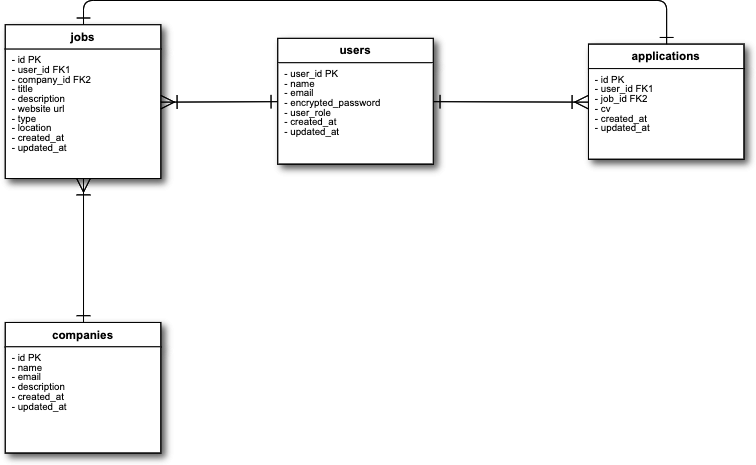 jobs
- id PK
- user_id FK1
- company_id FK2
- title
- description
- website url
- type
- location
- created_at
- updated_at
users
- user_id PK
- name
- email
- encrypted_password
- user_role
- created_at
- updated_at
applications
- id PK
- user_id FK1
- job_id FK2
- cv
- created_at
- updated_at
companies
- id PK
- name
- email
- description
- created_at
- updated_at